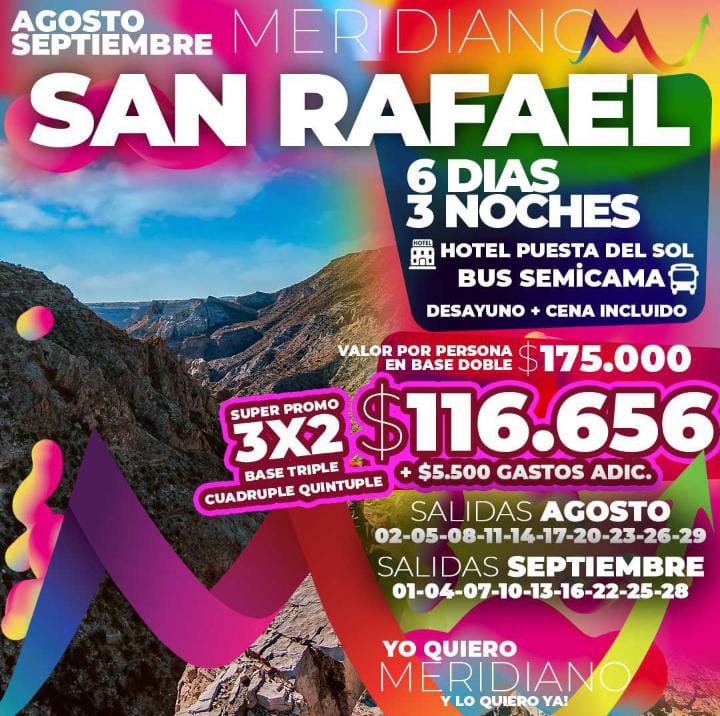 AGOSTO
SEPTIEMBRE
MERIDIANO
SAN RAFAEL
6 DIAS
3 NOCHES
HOTEL
HOTEL PUESTA DEL SOL
BUS SEMİCAMA
DESAYUNO + CENA INCLUIDO
VALOR POR PERSONA
EN BASE DOBLE
$175.000
SUPER PROMO
3X2
BASE TRIPLE
CUADRUPLE QUINTUPLE
$116.656
+ $5.500 GASTOS ADIC.
SALIDAS AGOSTO
02-05-08-11-14-17-20-23-26-29
SALIDAS SEPTIEMBRE
01-04-07-10-13-16-22-25-28
YO QUIERO
MERIDIANO
Y LO QUIERO YA!